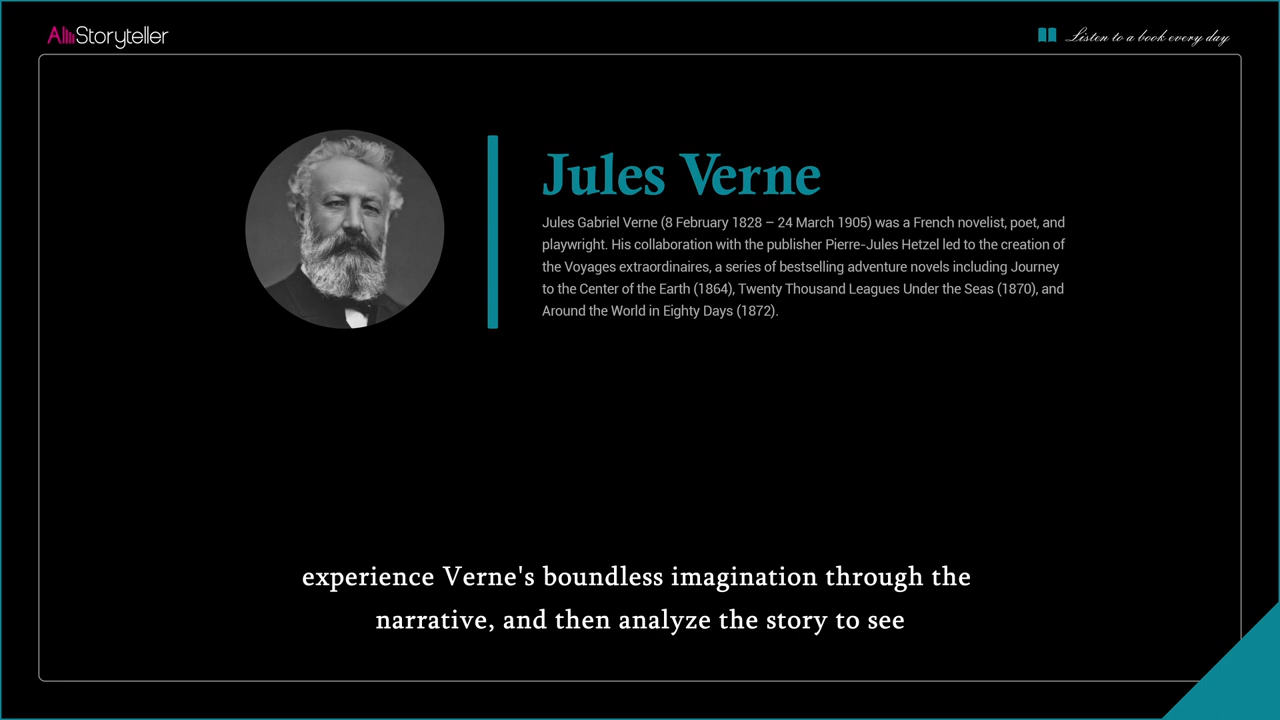 AllStoryteller
Listen to a book every day
Jules Verne
Jules Gabriel Verne (8 February 1828 – 24 March 1905) was a French novelist, poet, and
playwright. His collaboration with the publisher Pierre-Jules Hetzel led to the creation of
the Voyages extraordinaires, a series of bestselling adventure novels including Journey
to the Center of the Earth (1864), Twenty Thousand Leagues Under the Seas (1870), and
Around the World in Eighty Days (1872).
experience Verne's boundless imagination through the
narrative, and then analyze the story to see